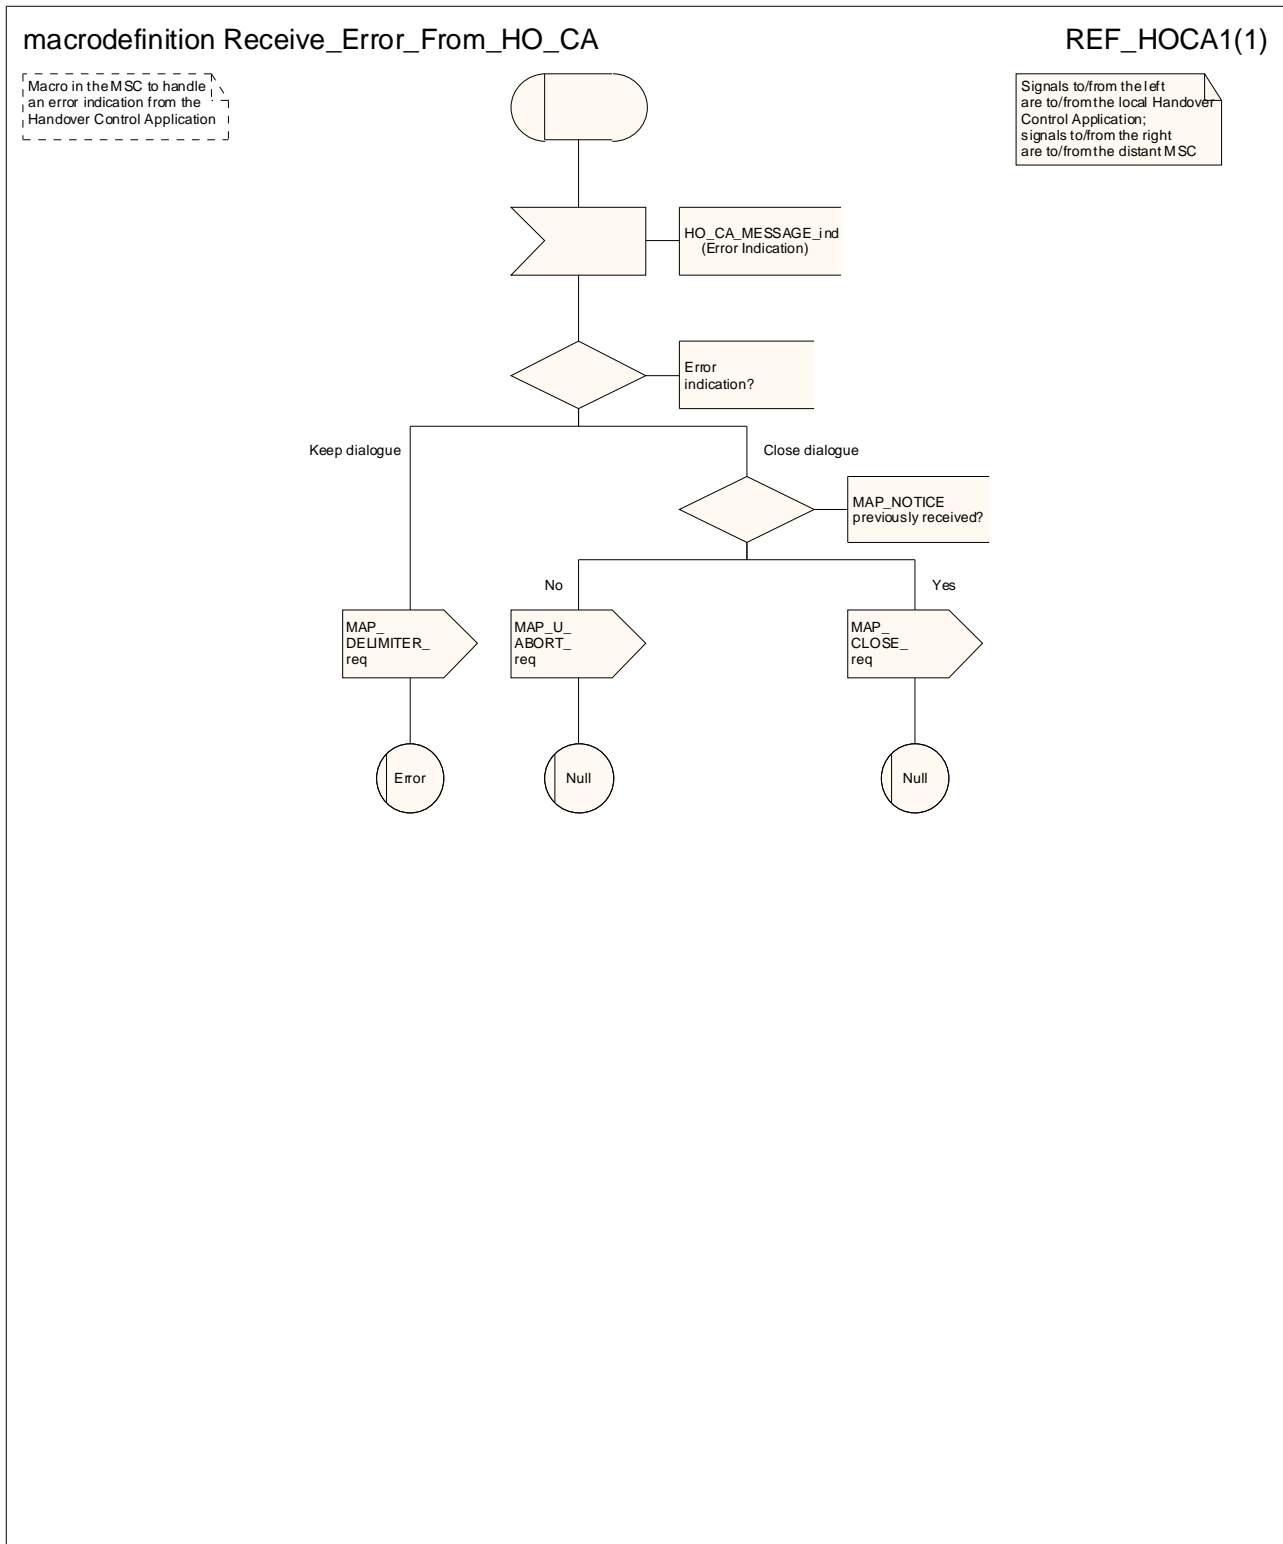 macrodefinition Receive_Error_From_HO_CA
REF_HOCA1(1)
Macro in the MSC to handle
an error indication from the
Handover Control Application
Signals to/from the left
are to/from the local Handover
Control Application;
signals to/from the right
are to/from the distant MSC
HO_CA_MESSAGE_ind
(Error Indication)
Error
indication?
Keep dialogue
Close dialogue
MAP_NOTICE
previously received?
No
Yes
MAP_
DELIMITER_
req
MAP_U_
ABORT_
req
MAP_
CLOSE_
req
Error
Null
Null